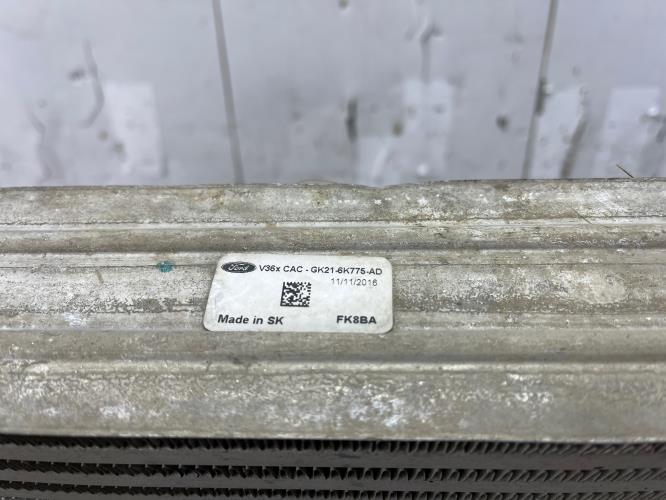 Ford V36x CAC - GK21-6K775-AD
11/11/2016
Made in SK FK8BA